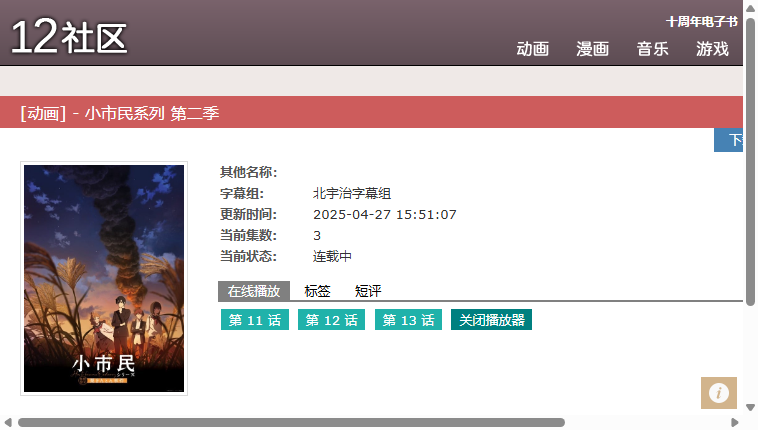 十周年电子书
12社区
动画 漫画 音乐 游戏
[动画] - 小市民系列 第二季
下
其他名称:
字幕组: 北宇治字幕组
更新时间: 2025-04-27 15:51:07
当前集数: 3
当前状态: 连载中
在线播放 标签 短评
第 11 话 第 12 话 第 13 话 关闭播放器
小市民
シリーズ